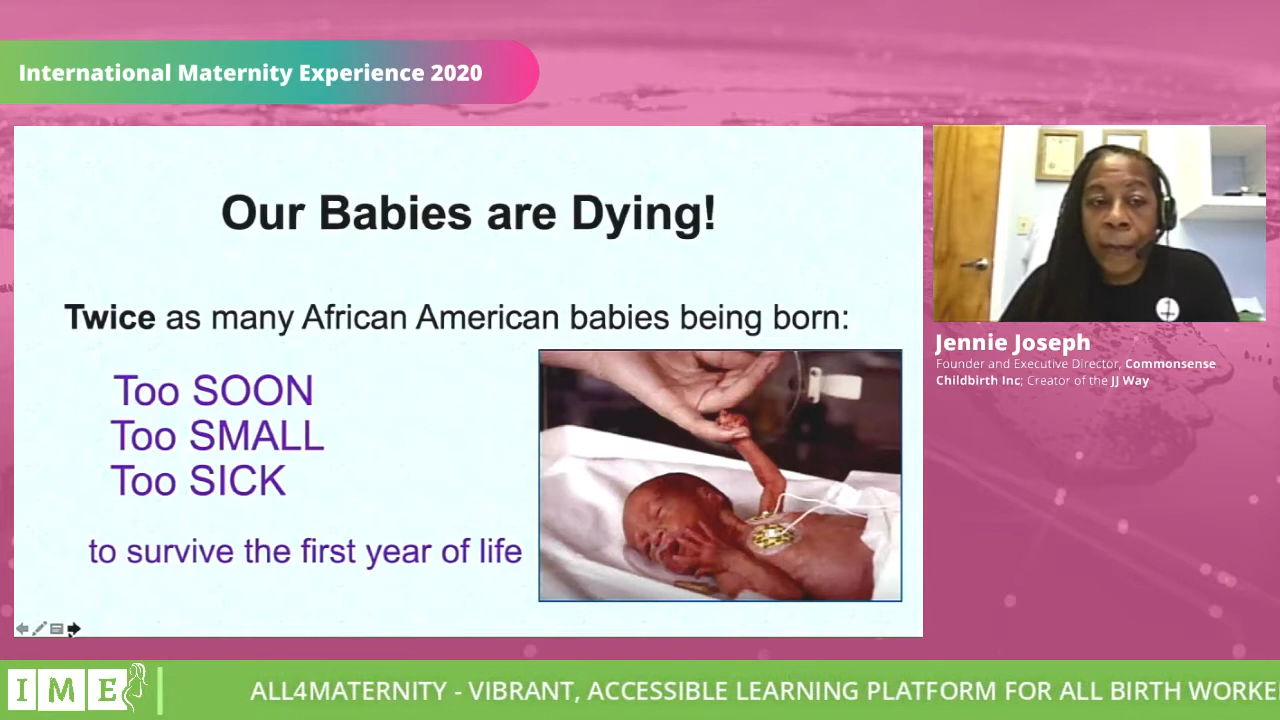 International Maternity Experience 2020
Our Babies are Dying!
Twice as many African American babies being born:
Too SOON
Too SMALL
Too SICK
to survive the first year of life
Jennie Joseph
Founder and Executive Director, Commonsense
Childbirth Inc; Creator of the JJ Way
IME
ALL4MATERNITY - VIBRANT, ACCESSIBLE LEARNING PLATFORM FOR ALL BIRTH WORKE